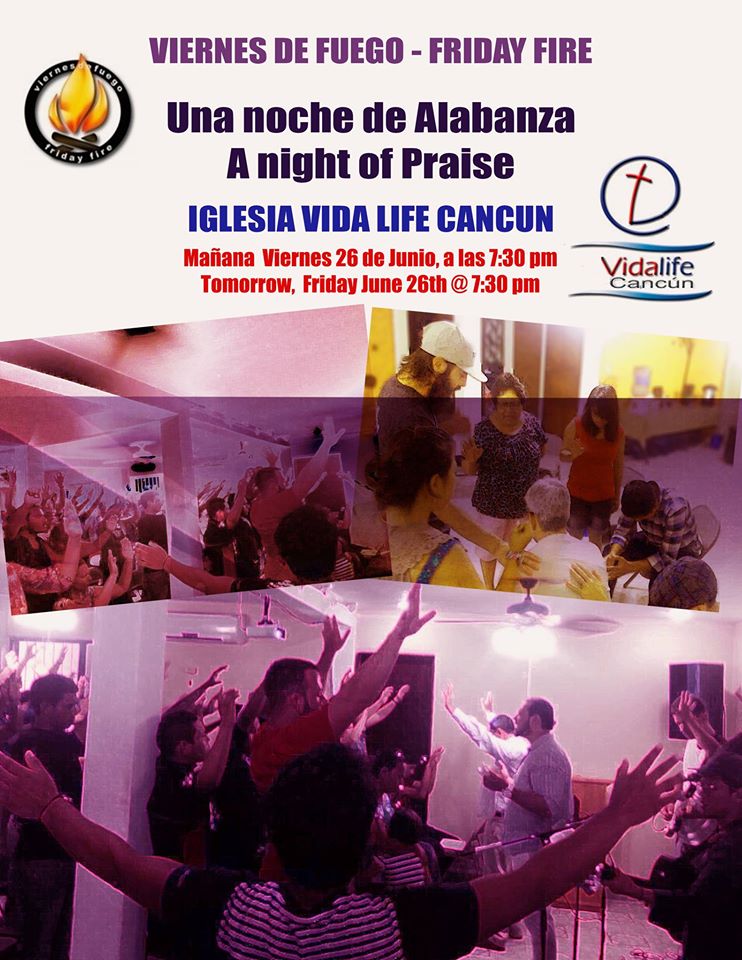 VIERNES DE FUEGO - FRIDAY FIRE
viernes de fuego
friday fire
Una noche de Alabanza
A night of Praise
IGLESIA VIDA LIFE CANCUN
Mañana Viernes 26 de Junio, a las 7:30 pm
Tomorrow, Friday June 26th @ 7:30 pm
Vidalife
Cancún